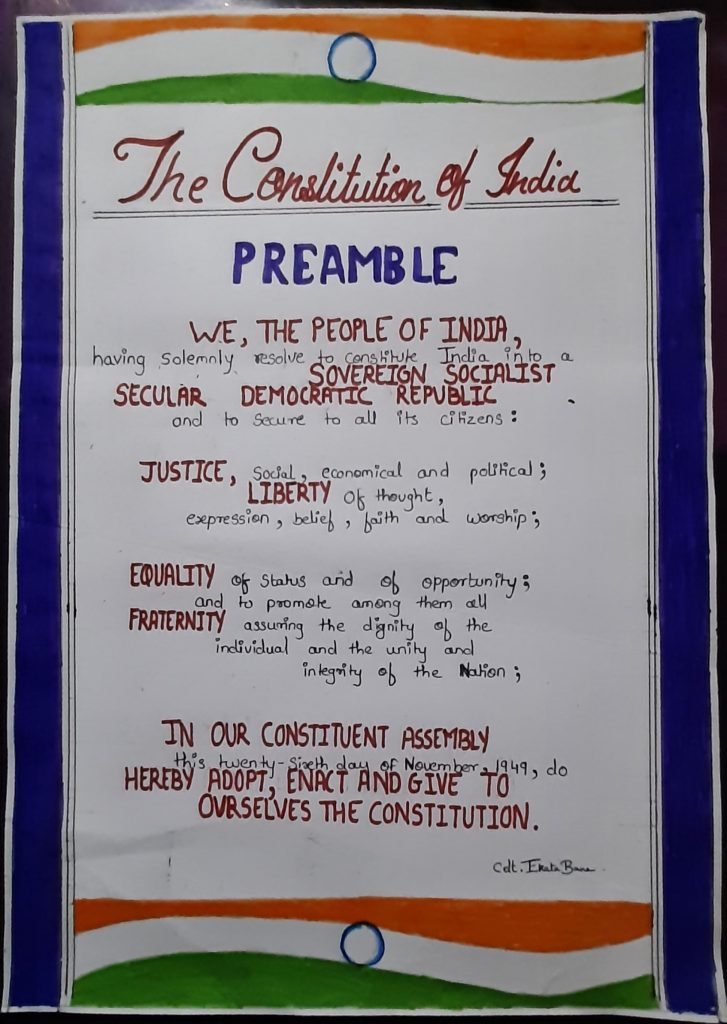 The Constitution of India
PREAMBLE
WE, THE PEOPLE OF INDIA,
having solemnly resolve to constitute India into a
SOVEREIGN SOCIALIST
SECULAR DEMOCRATIC REPUBLIC
and to secure to all its citizens:
JUSTICE, social, economical and political;
LIBERTY of thought,
expression, belief, faith and worship;
EQUALITY of status and of opportunity;
and to promote among them all
FRATERNITY assuring the dignity of the
individual and the unity and
integrity of the Nation;
IN OUR CONSTITUENT ASSEMBLY
this twenty-sixth day of November, 1949, do
HEREBY ADOPT, ENACT AND GIVE TO
OURSELVES THE CONSTITUTION.
Cdt.